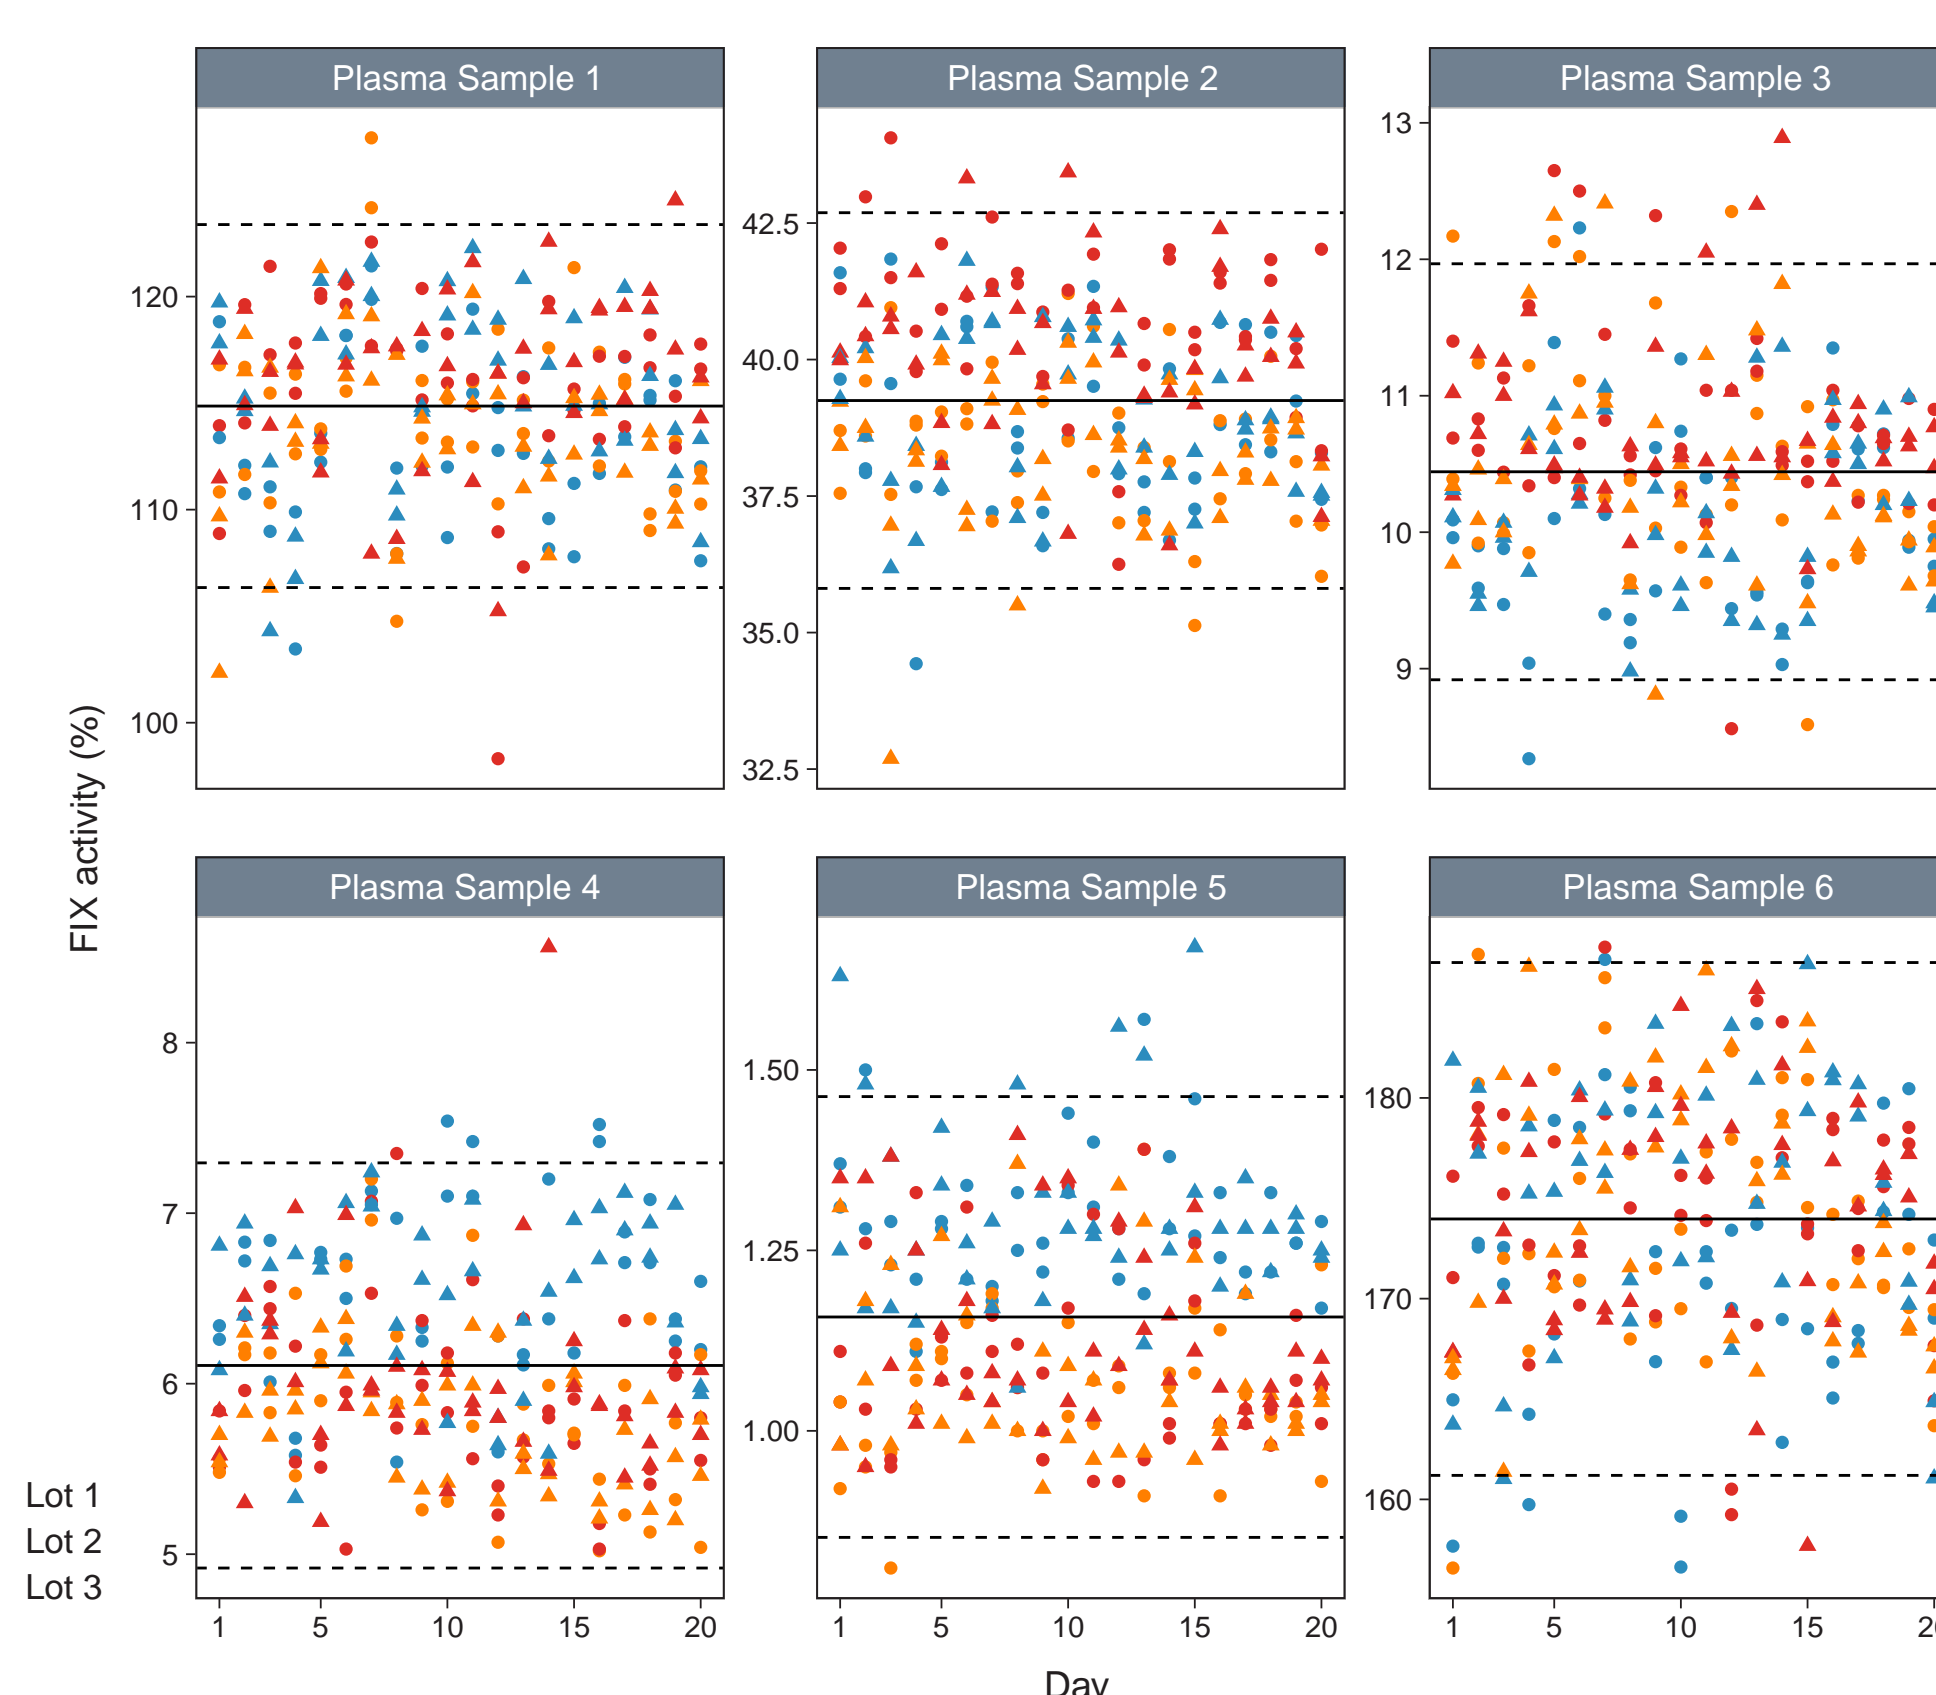 Plasma Sample 1
Plasma Sample 2
Plasma Sample 3
120
110
100
42.5
40.0
37.5
35.0
32.5
13
12
11
10
9
FIX activity (%)
Plasma Sample 4
Plasma Sample 5
Plasma Sample 6
8
7
6
5
1.50
1.25
1.00
180
170
160
Lot 1
Lot 2
Lot 3
1 5 10 15 20
1 5 10 15 20
1 5 10 15 20
Day